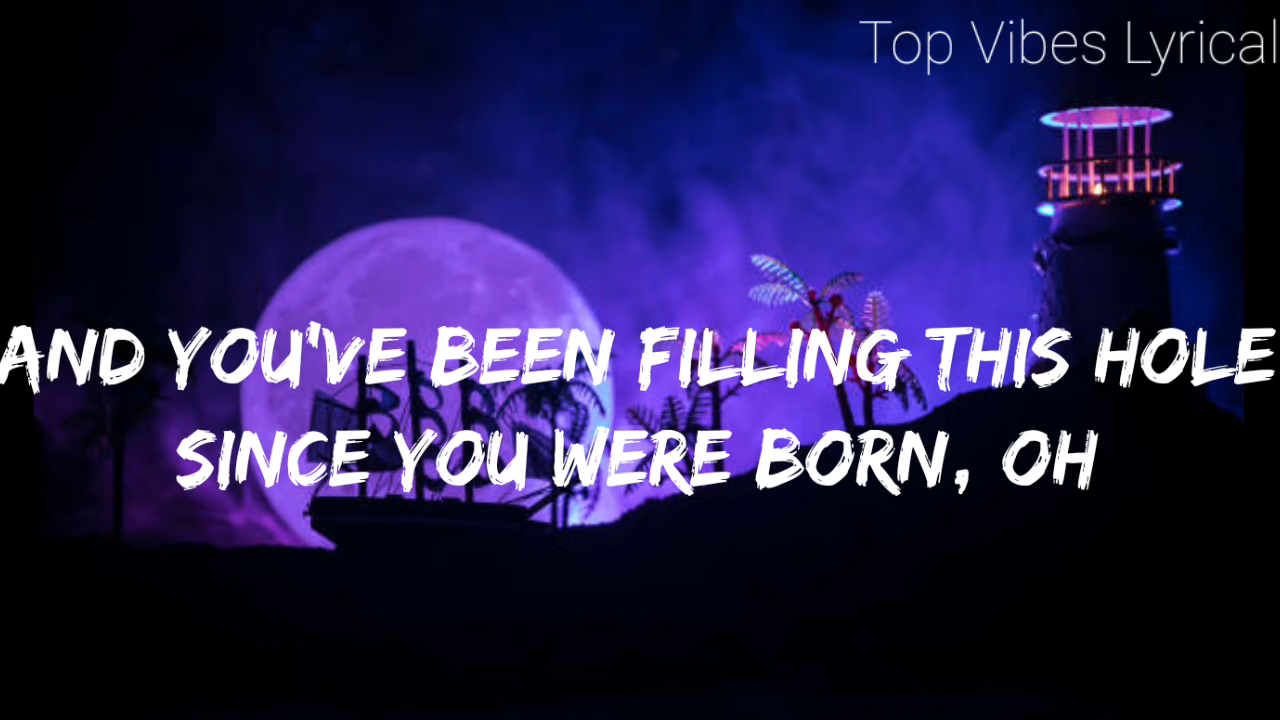 Top Vibes Lyrical
AND YOU'VE BEEN FILLING THIS HOLE
SINCE YOU WERE BORN, OH